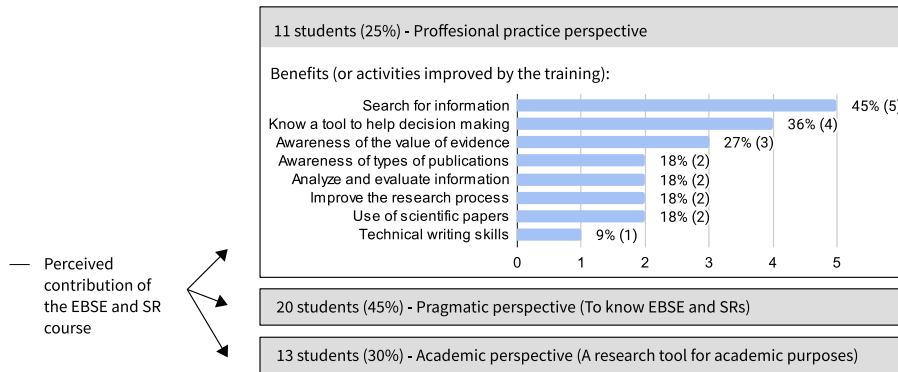 11 students (25%) - Proffesional practice perspective
Benefits (or activities improved by the training):
Search for information 45% (5)
Know a tool to help decision making 36% (4)
Awareness of the value of evidence 27% (3)
Awareness of types of publications 18% (2)
Analyze and evaluate information 18% (2)
Improve the research process 18% (2)
Use of scientific papers 18% (2)
Technical writing skills 9% (1)
0 1 2 3 4 5
— Perceived
contribution of
the EBSE and SR
course
20 students (45%) - Pragmatic perspective (To know EBSE and SRs)
13 students (30%) - Academic perspective (A research tool for academic purposes)